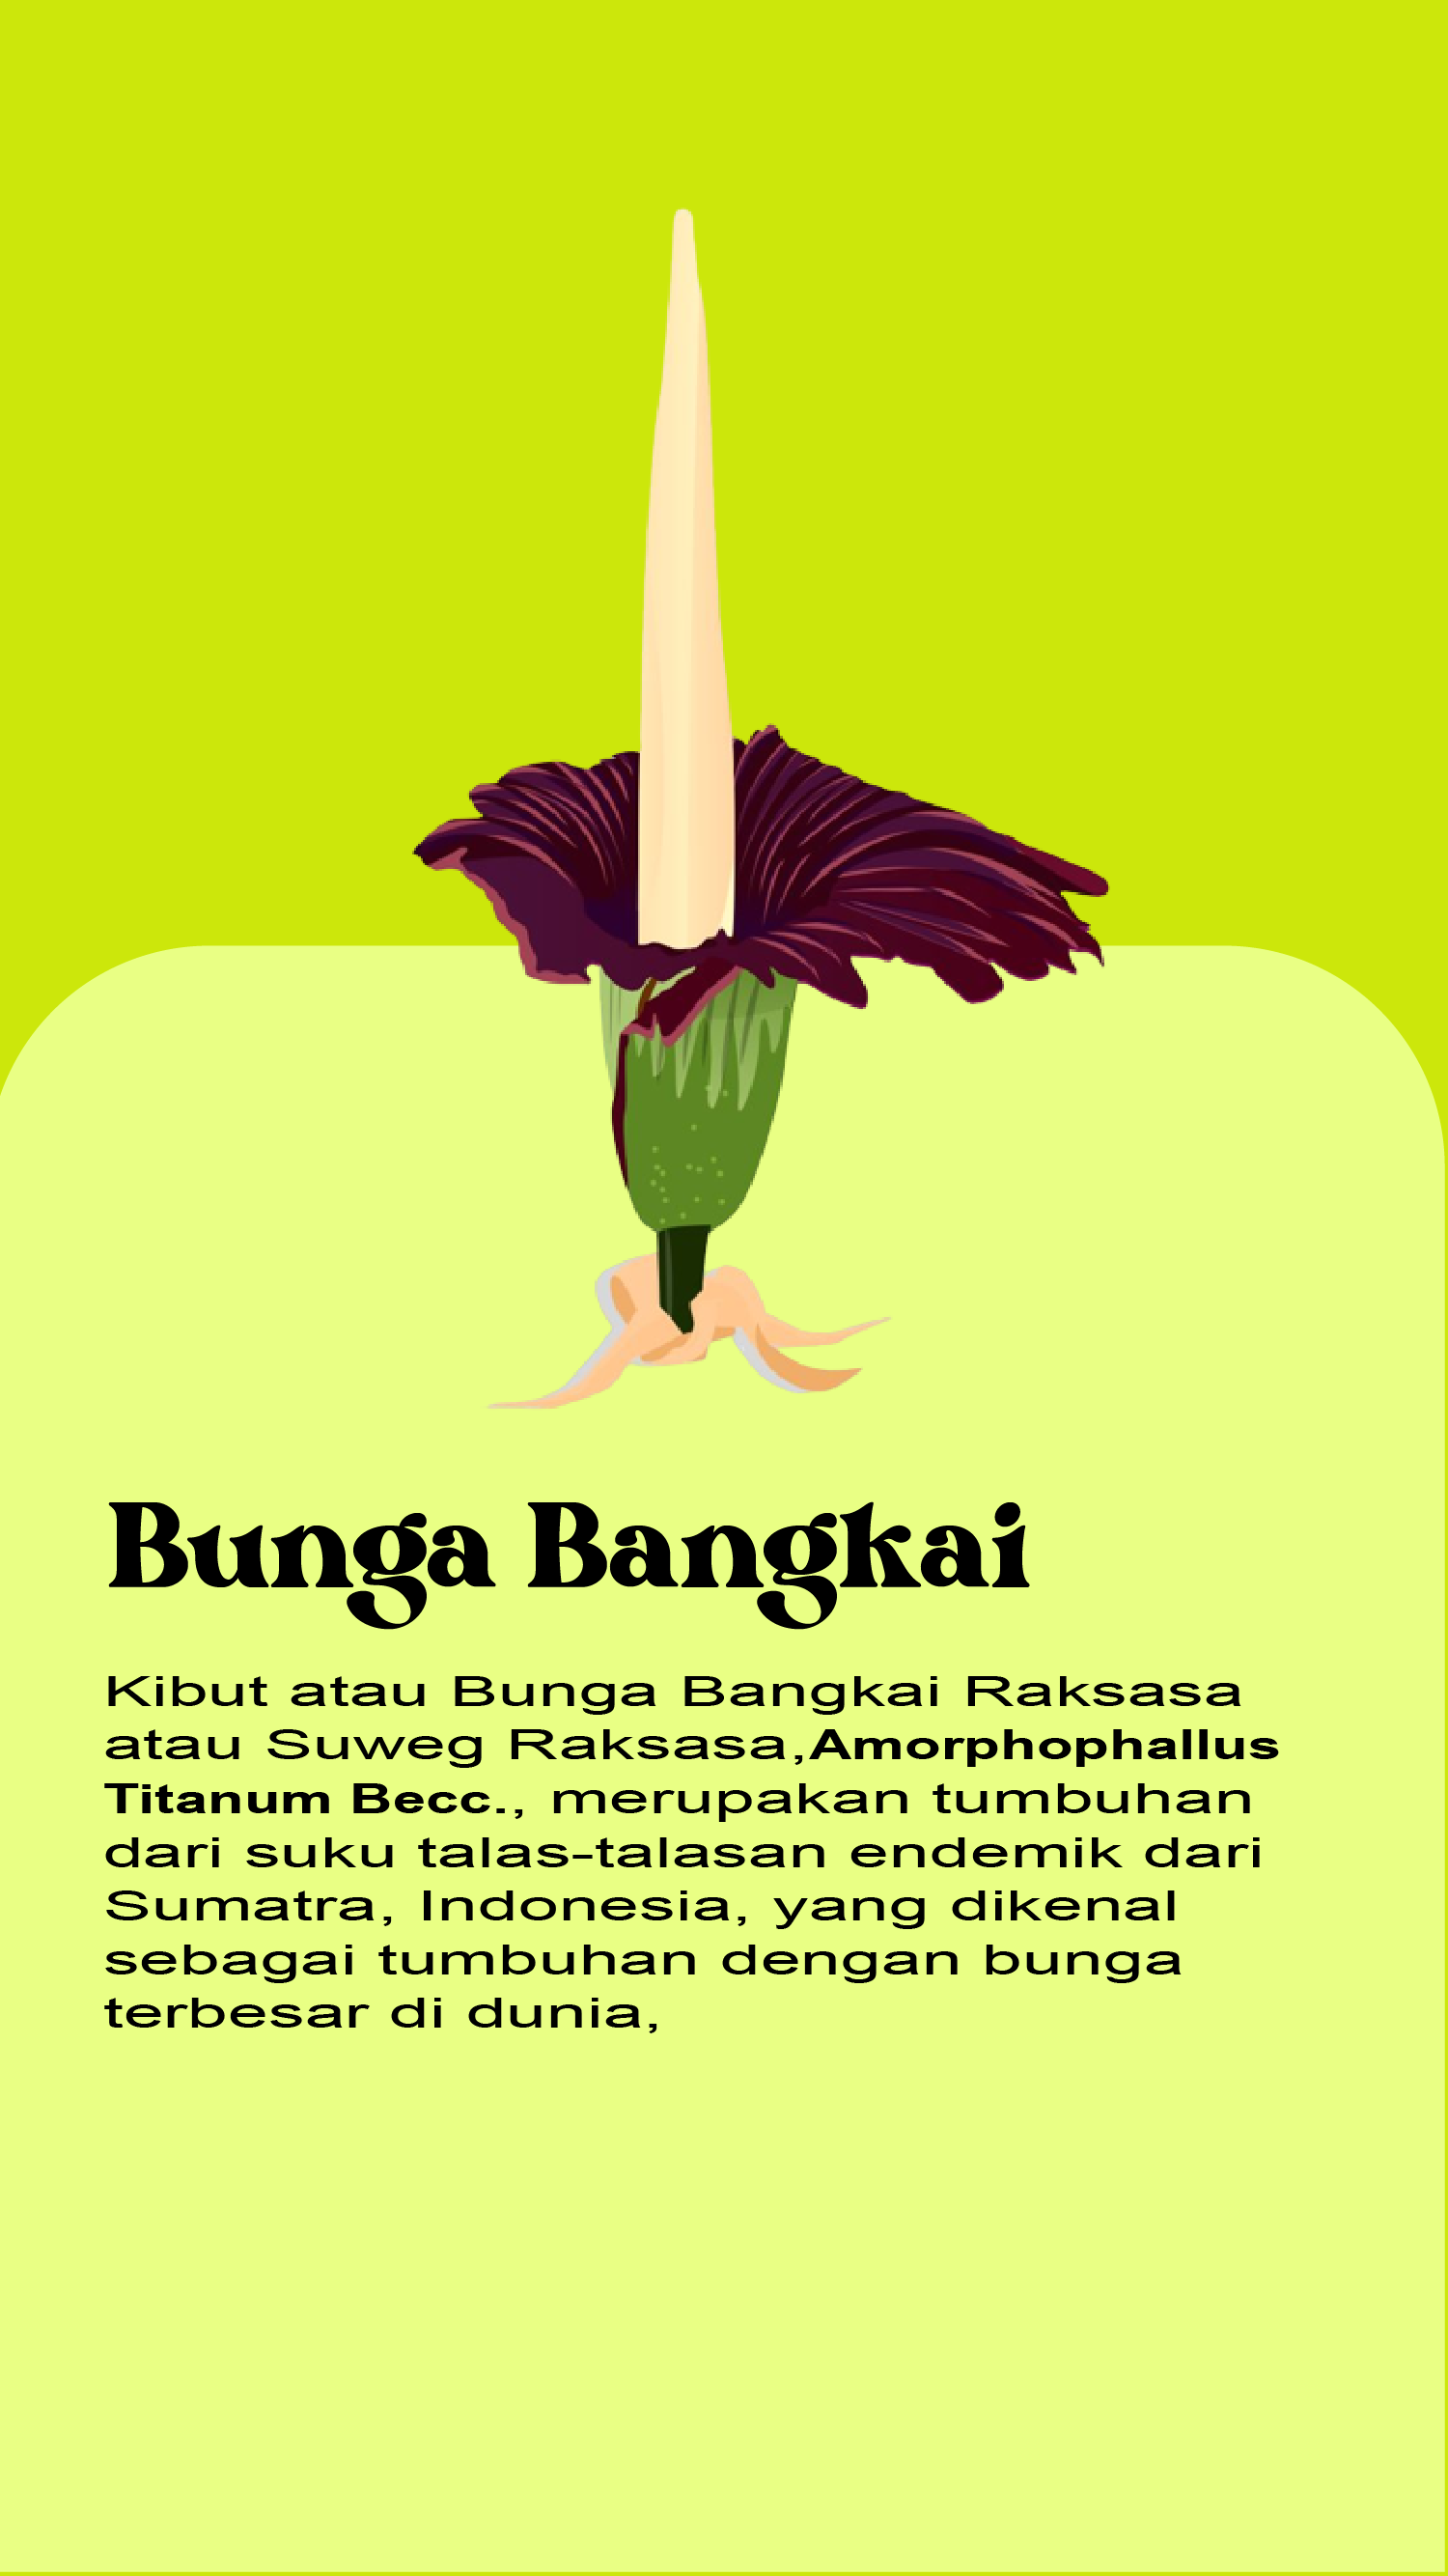 Bunga Bangkai
Kibut atau Bunga Bangkai Raksasa
atau Suweg Raksasa,Amorphophallus
Titanum Becc., merupakan tumbuhan
dari suku talas-talasan endemik dari
Sumatra, Indonesia, yang dikenal
sebagai tumbuhan dengan bunga
terbesar di dunia,